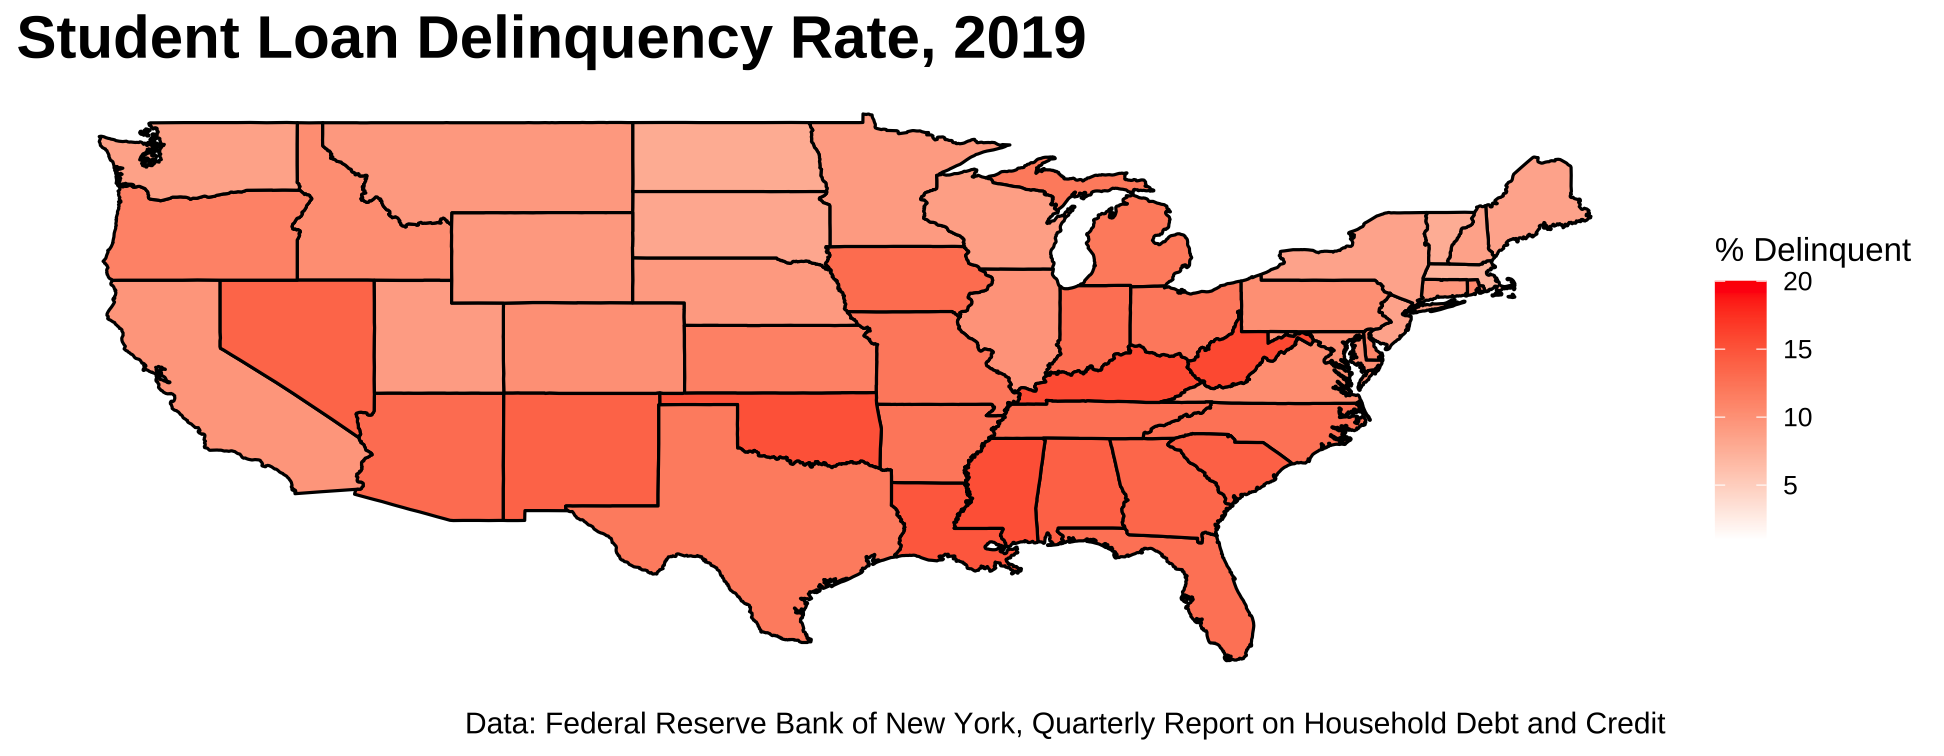 Student Loan Delinquency Rate, 2019
% Delinquent
20
15
10
5
Data: Federal Reserve Bank of New York, Quarterly Report on Household Debt and Credit